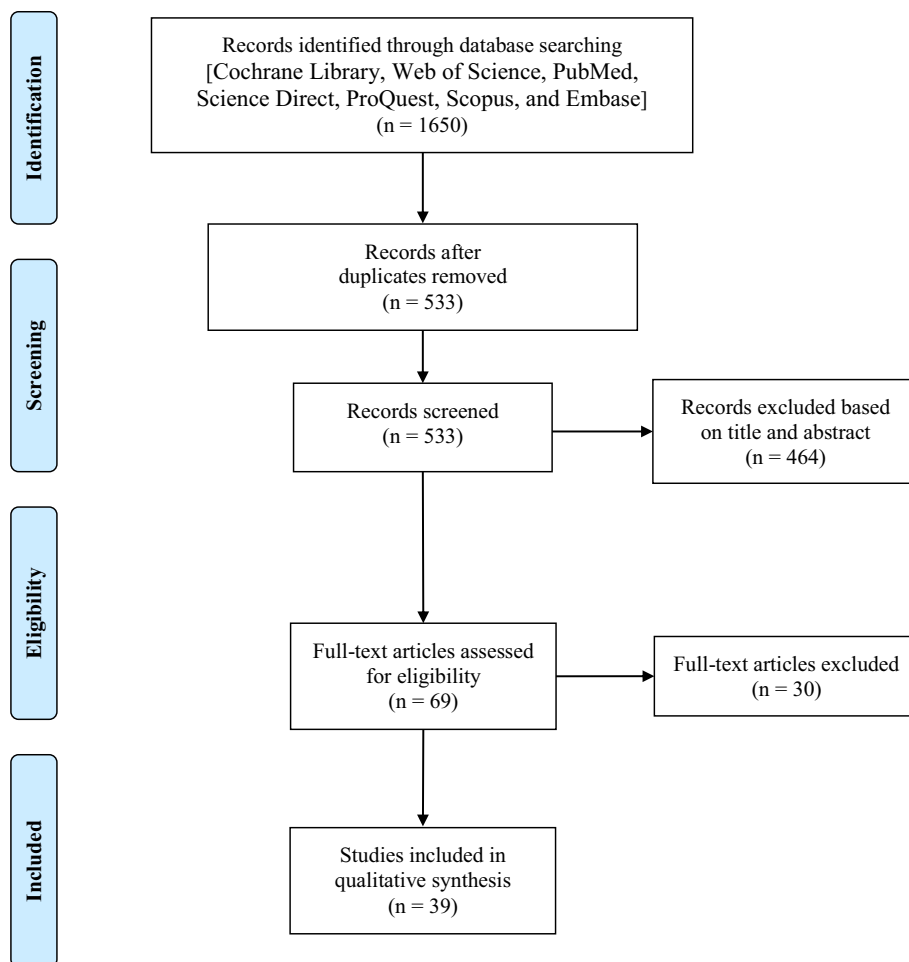 Identification
Records identified through database searching
[Cochrane Library, Web of Science, PubMed,
Science Direct, ProQuest, Scopus, and Embase]
(n = 1650)
Records after
duplicates removed
(n = 533)
Screening
Records screened
(n = 533)
Records excluded based
on title and abstract
(n = 464)
Eligibility
Full-text articles assessed
for eligibility
(n = 69)
Full-text articles excluded
(n = 30)
Included
Studies included in
qualitative synthesis
(n = 39)